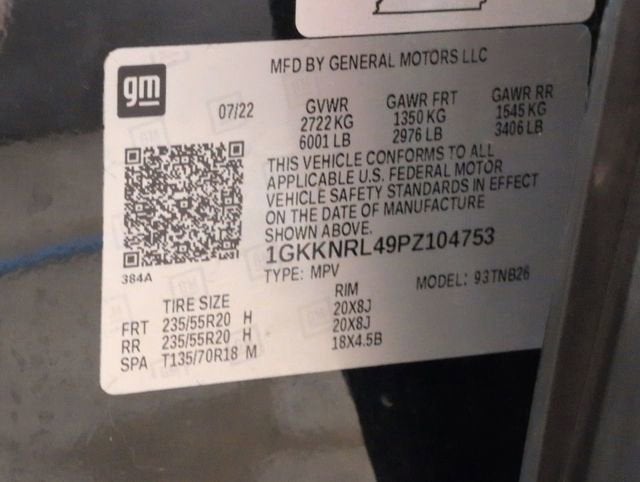 gm
MFD BY GENERAL MOTORS LLC
07/22
GVWR GAWR FRT GAWR RR
2722 KG 1350 KG 1545 KG
6001 LB 2976 LB 3406 LB
THIS VEHICLE CONFORMS TO ALL
APPLICABLE U.S. FEDERAL MOTOR
VEHICLE SAFETY STANDARDS IN EFFECT
ON THE DATE OF MANUFACTURE
SHOWN ABOVE.
1GKKNRL49PZ104753
384A
TYPE: MPV MODEL: 93TNB26
TIRE SIZE RIM
FRT 235/55R20 H 20X8J
RR 235/55R20 H 20X8J
SPA T135/70R18 M 18X4.5B